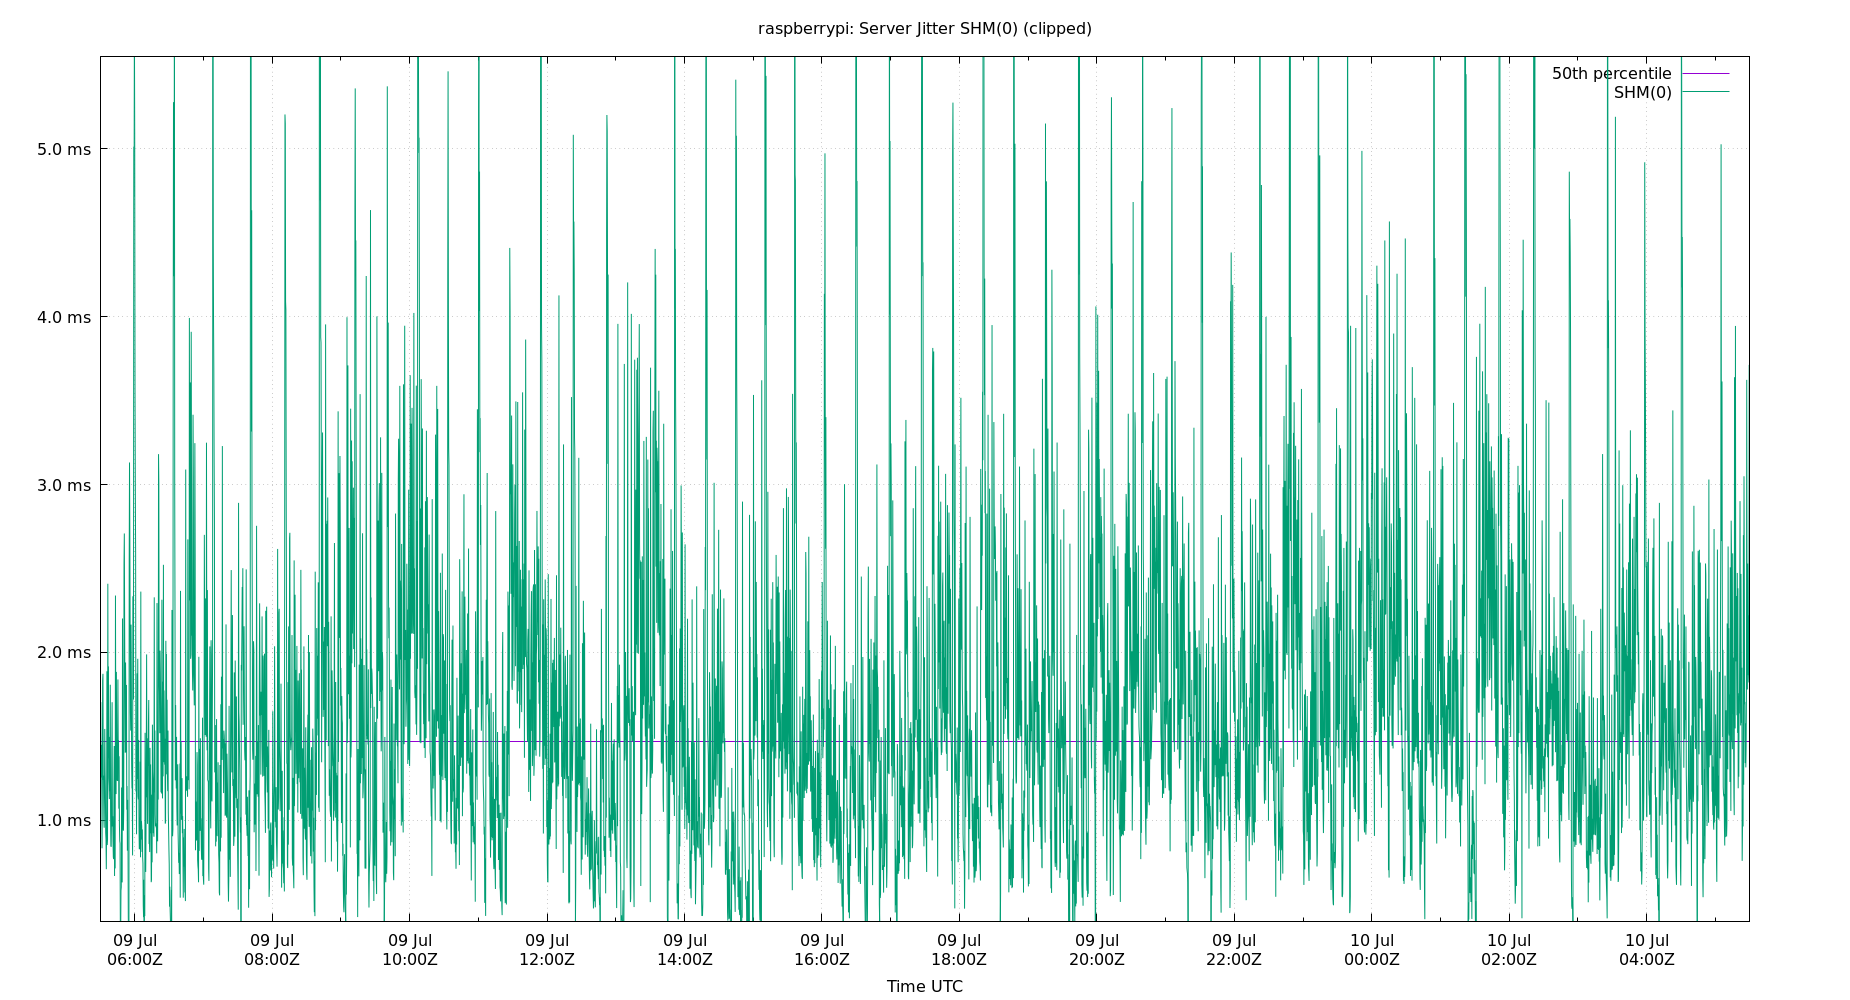 raspberrypi: Server Jitter SHM(0) (clipped)
50th percentile
SHM(0)
5.0 ms
4.0 ms
3.0 ms
2.0 ms
1.0 ms
09 Jul 09 Jul 09 Jul 09 Jul 09 Jul 09 Jul 09 Jul 09 Jul 09 Jul 10 Jul 10 Jul 10 Jul
06:00Z 08:00Z 10:00Z 12:00Z 14:00Z 16:00Z 18:00Z 20:00Z 22:00Z 00:00Z 02:00Z 04:00Z
Time UTC